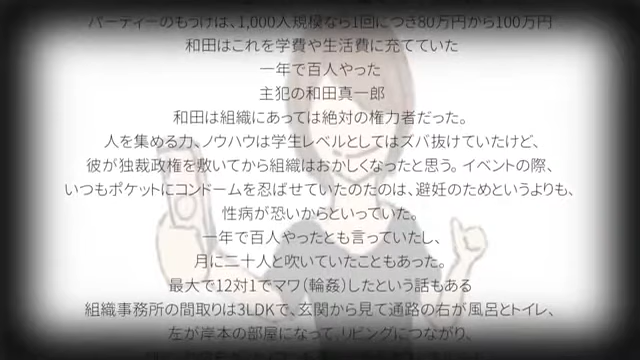 パーティーのもうけは、1,000人規模なら1回につき80万円から100万円
和田はこれを学費や生活費に充てていた
一年で百人やった
主犯の和田真一郎
和田は組織にあっては絶対の権力者だった。
人を集める力、ノウハウは学生レベルとしてはズバ抜けていたけど、
彼が独裁政権を敷いてから組織はおかしくなったと思う。イベントの際、
いつもポケットにコンドームを忍ばせていたのたのは、避妊のためというよりも、
性病が恐いからといっていた。
一年で百人やったとも言っていたし、
月に二十人と吹いていたこともあった。
最大で12対1でマワ（輪姦）したという話もある
組織事務所の間取りは3LDKで、玄関から見て通路の右が風呂とトイレ、
左が岸本の部屋になって、リビングにつながり、